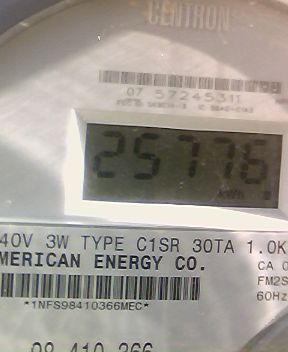 CENTRON
07 57245311
25776
kWh
40V 3W TYPE C1SR 30TA 1.0K
MERICAN ENERGY CO.
CA 0
FM2S
60Hz
*1NFS98410366MEC*
98 410 366